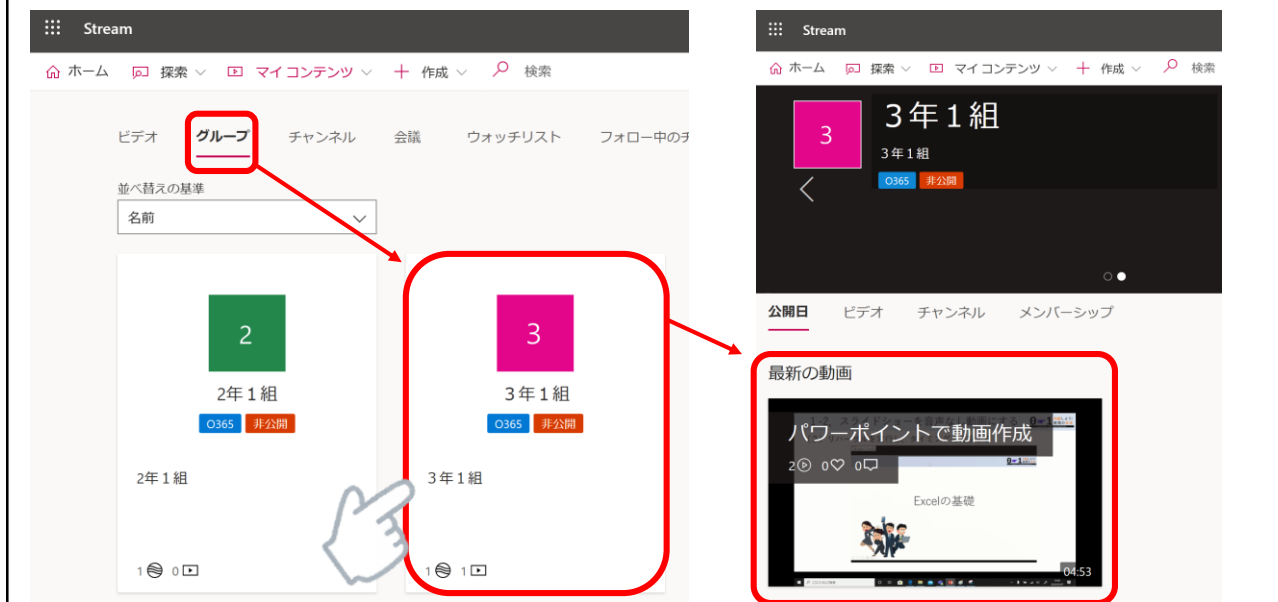 Stream
ホーム 探索 マイ コンテンツ 作成 検索
ビデオ グループ チャンネル 会議 ウォッチリスト フォロー中のチ
並べ替えの基準
名前
2
2年１組
O365 非公開
2年１組
1 0
3
３年１組
O365 非公開
３年１組
1 1
Stream
ホーム 探索 マイ コンテンツ 作成 検索
3
３年１組
３年１組
O365 非公開
公開日 ビデオ チャンネル メンバーシップ
最新の動画
パワーポイントで動画作成
2 0 0
Excelの基礎
04:53